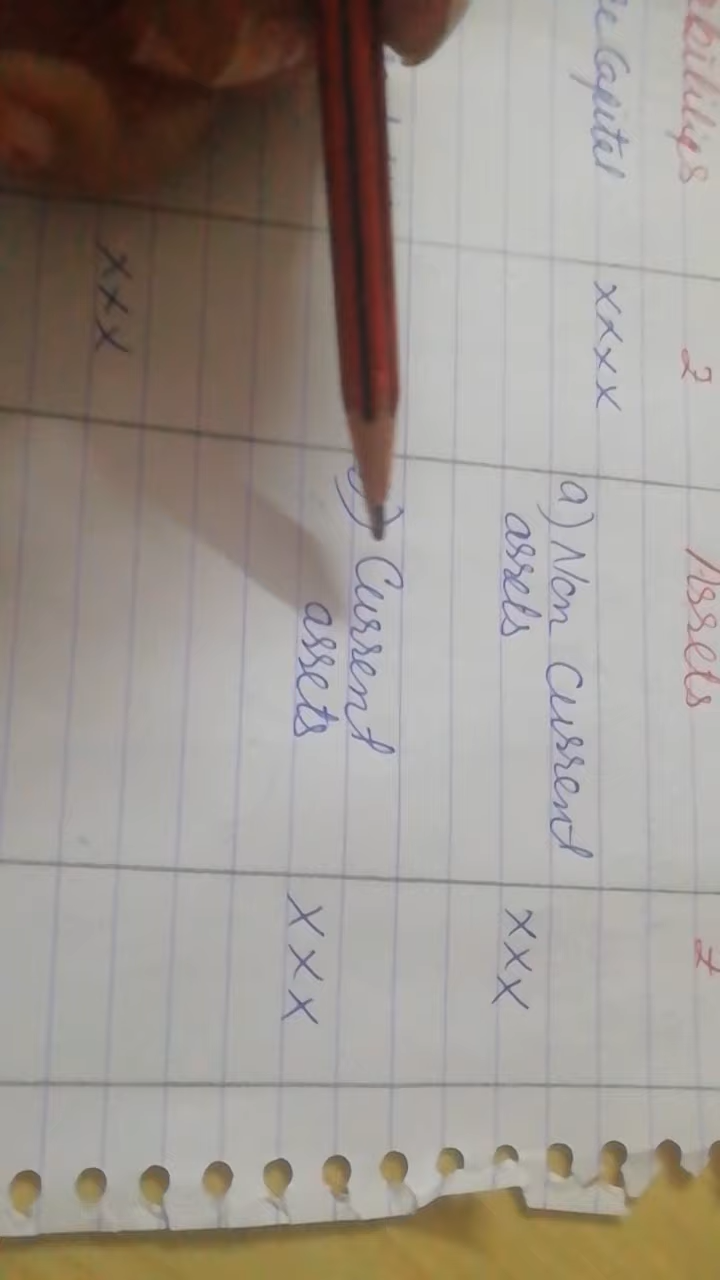 Assets
Capital xxxx a) Non Current xxx
assets
) Current
assets xxx
xxx